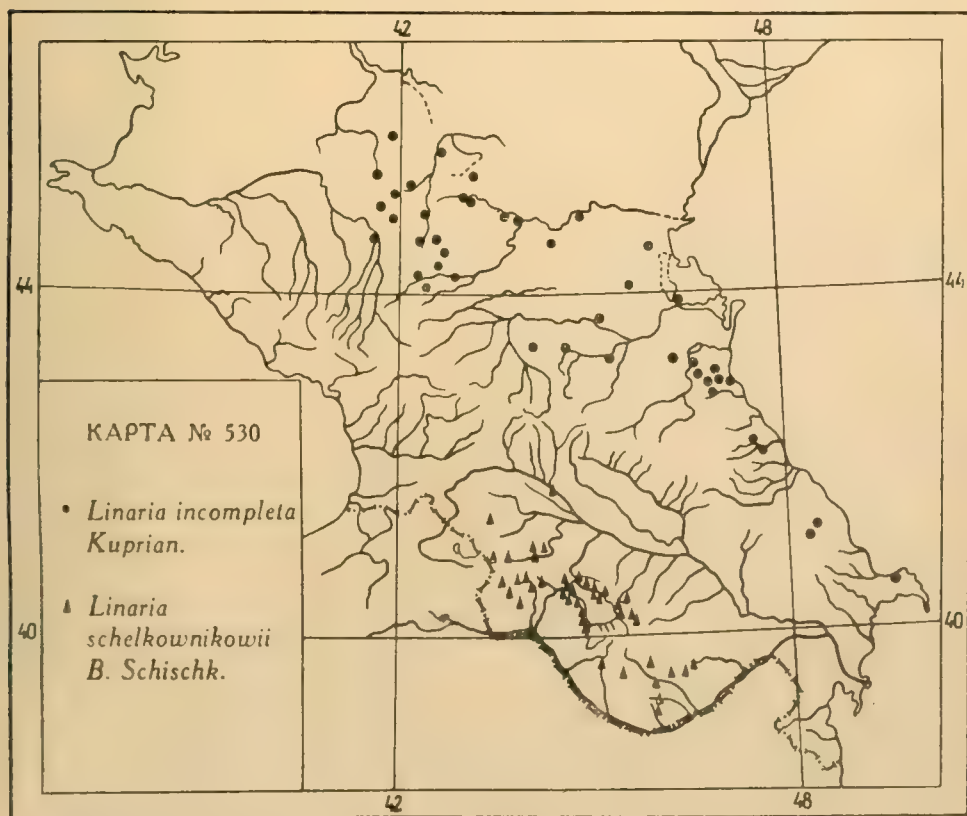 42 48
44 44
КАРТА № 530
Linaria incompleta
Kuprian.
Linaria
schelkownikowii
B. Schischk.
40 40
42 48